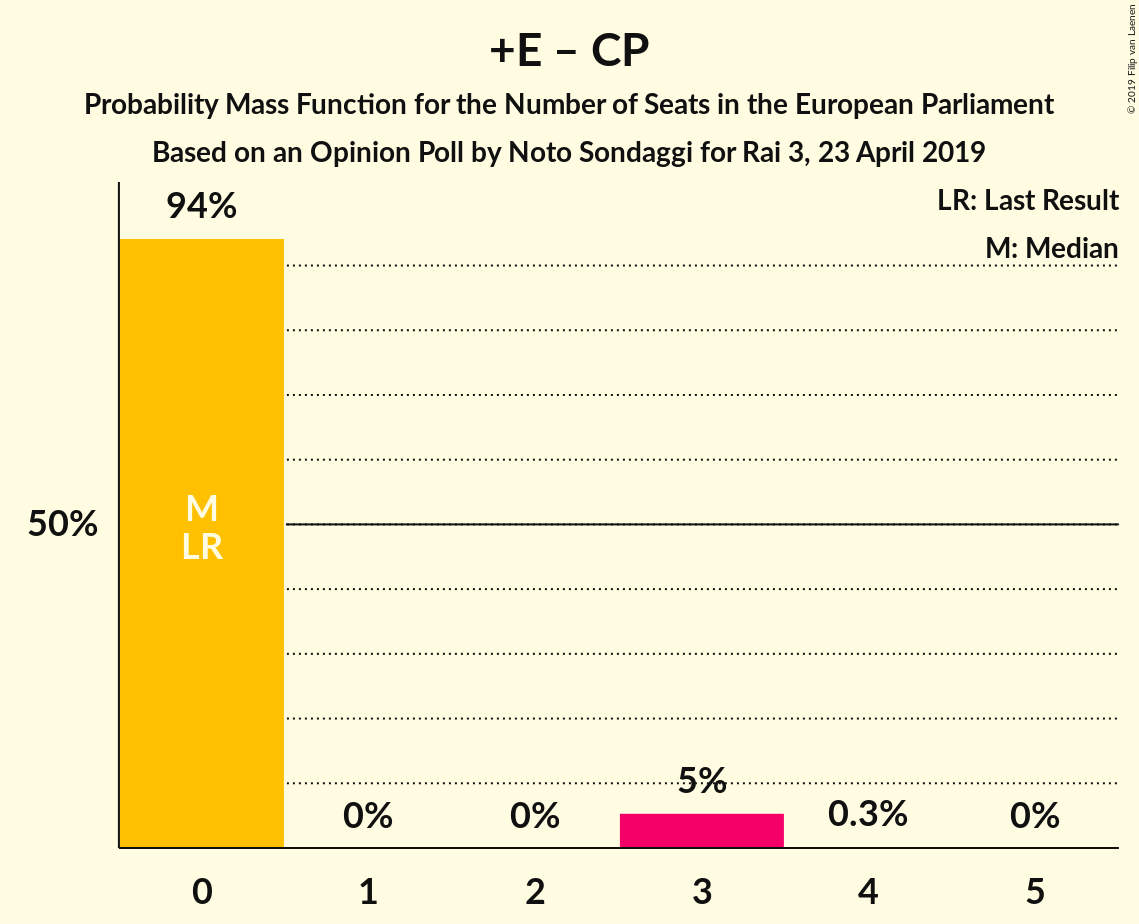 +E – CP
Probability Mass Function for the Number of Seats in the European Parliament
Based on an Opinion Poll by Noto Sondaggi for Rai 3, 23 April 2019
© 2019 Filip van Laenen
LR: Last Result
M: Median
94%
50%
M
LR
0%
0%
5%
0.3%
0%
0
1
2
3
4
5